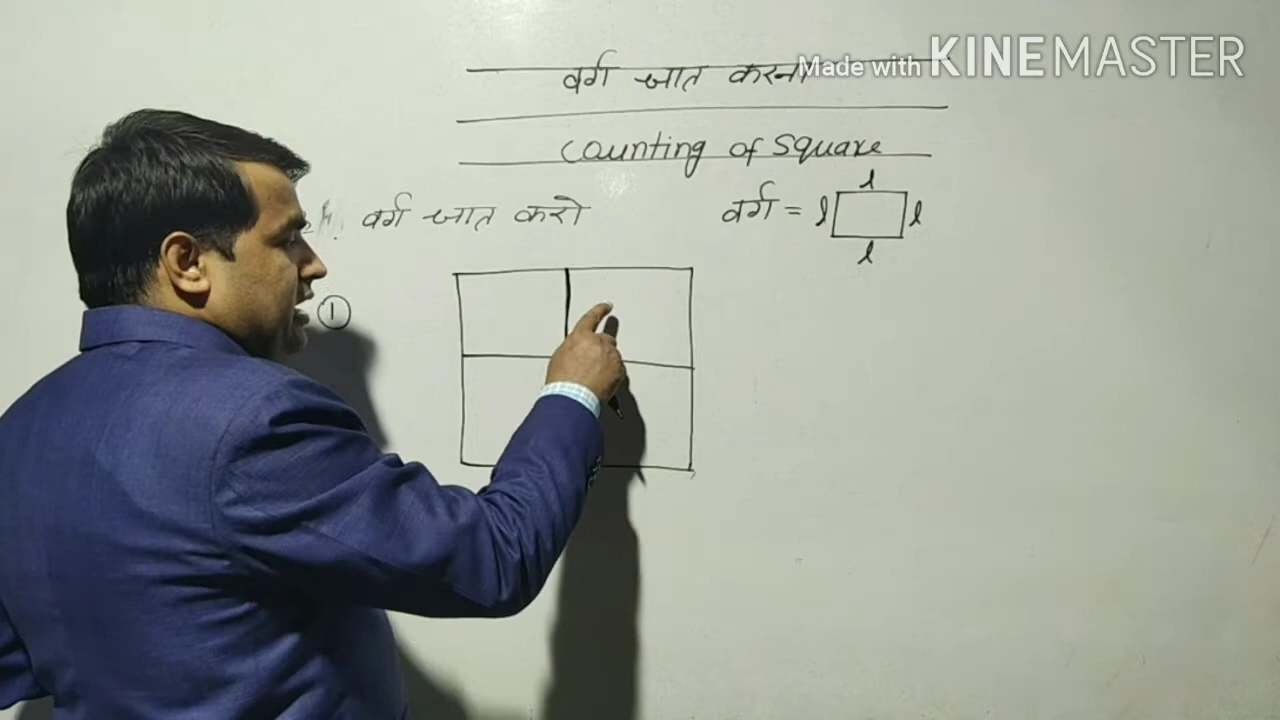 Made with KINEMASTER
वर्ग ज्ञात करना
Counting of Square
वर्ग ज्ञात करो
वर्ग = l l l l
1